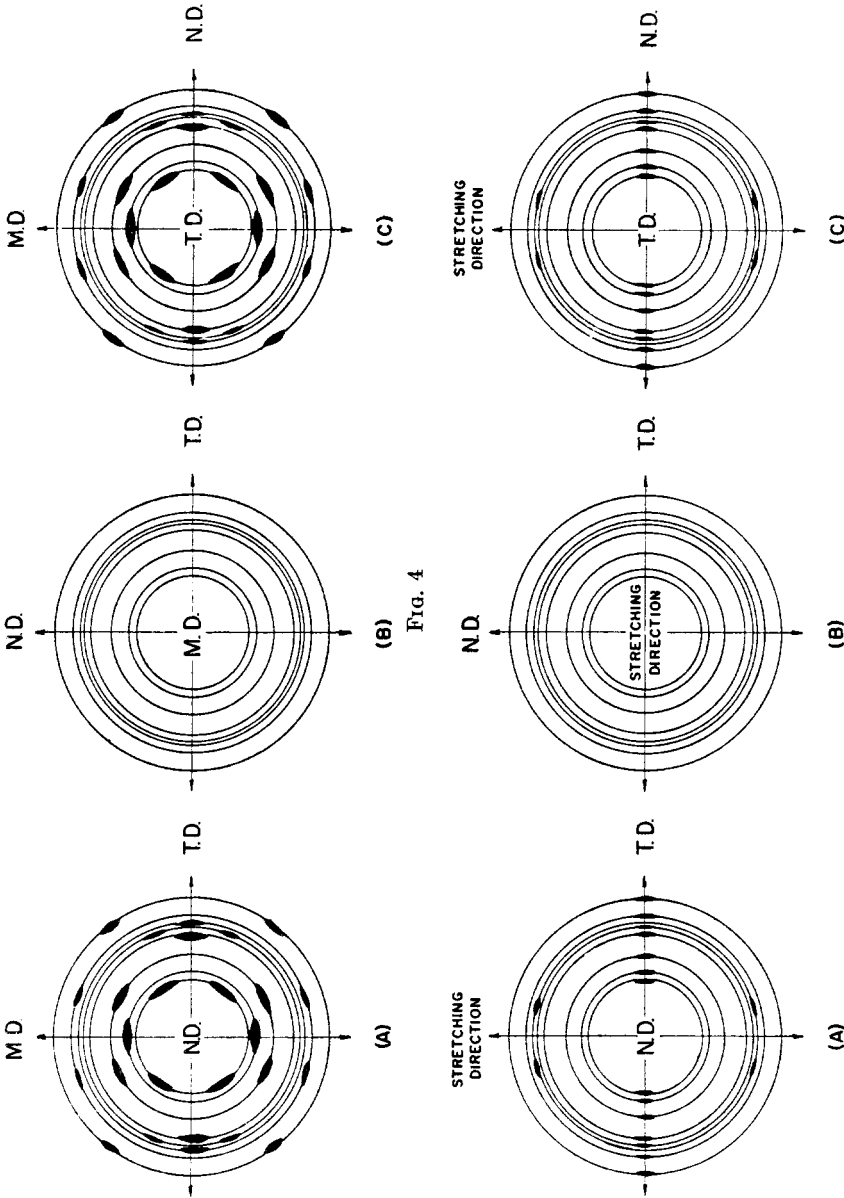 M D.
N.D.
T.D.
(A)
N.D.
M.D.
T.D.
(B)
M.D.
T.D.
N.D.
(C)
FIG. 4
STRETCHING
DIRECTION
N.D.
T.D.
(A)
N.D.
STRETCHING
DIRECTION
T.D.
(B)
STRETCHING
DIRECTION
T.D.
N.D.
(C)